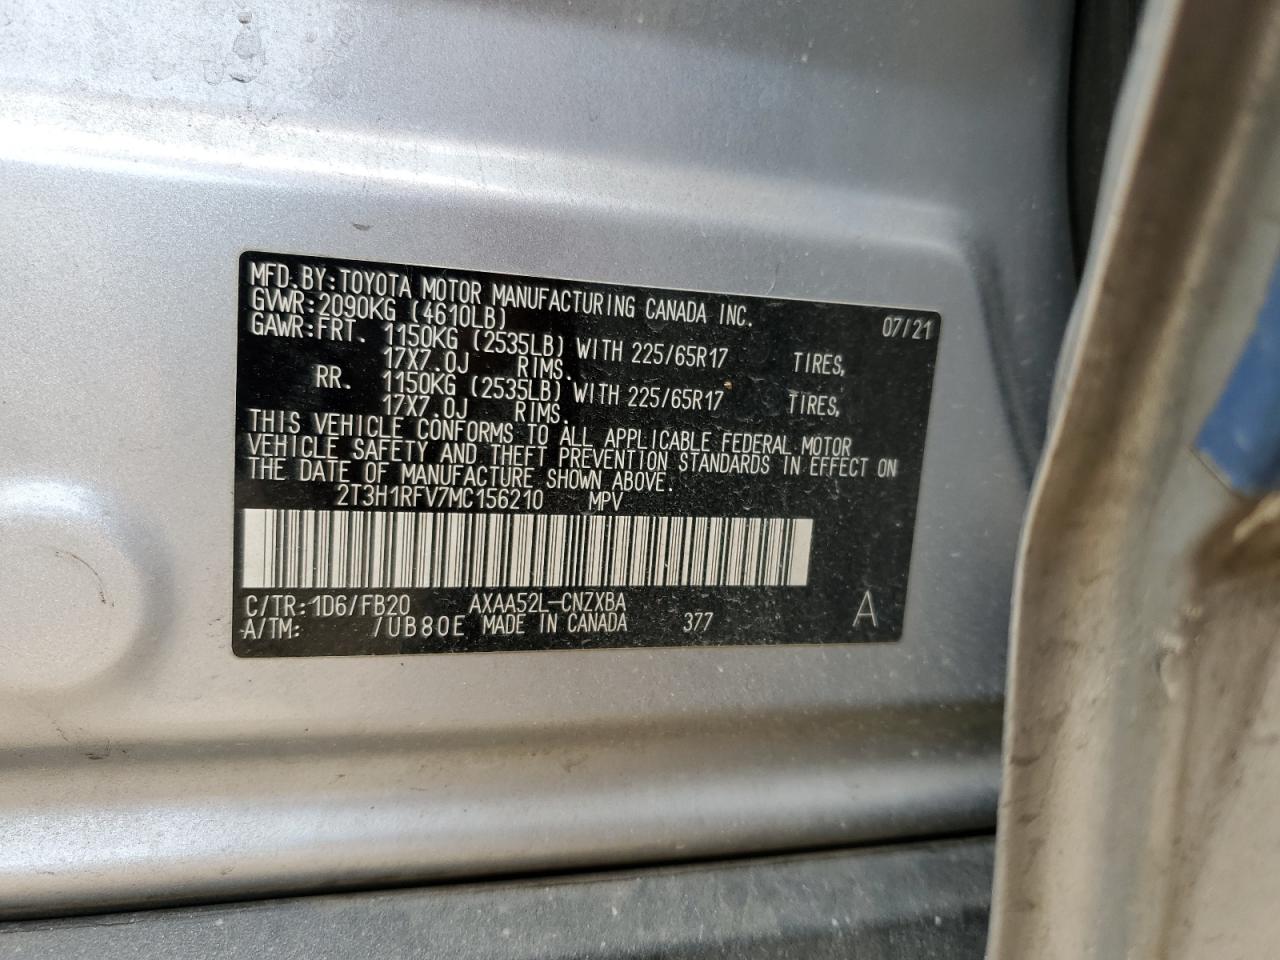 MFD.BY:TOYOTA MOTOR MANUFACTURING CANADA INC. 07/21
GVWR:2090KG (4610LB)
GAWR:FRT. 1150KG (2535LB) WITH 225/65R17 TIRES,
17X7.0J RIMS.
RR. 1150KG (2535LB) WITH 225/65R17 TIRES,
17X7.0J RIMS.
THIS VEHICLE CONFORMS TO ALL APPLICABLE FEDERAL MOTOR
VEHICLE SAFETY AND THEFT PREVENTION STANDARDS IN EFFECT ON
THE DATE OF MANUFACTURE SHOWN ABOVE.
2T3H1RFV7MC156210 MPV
C/TR:1D6/FB20 AXAA52L-CNZXBA
A/TM: /UB80E MADE IN CANADA 377 A